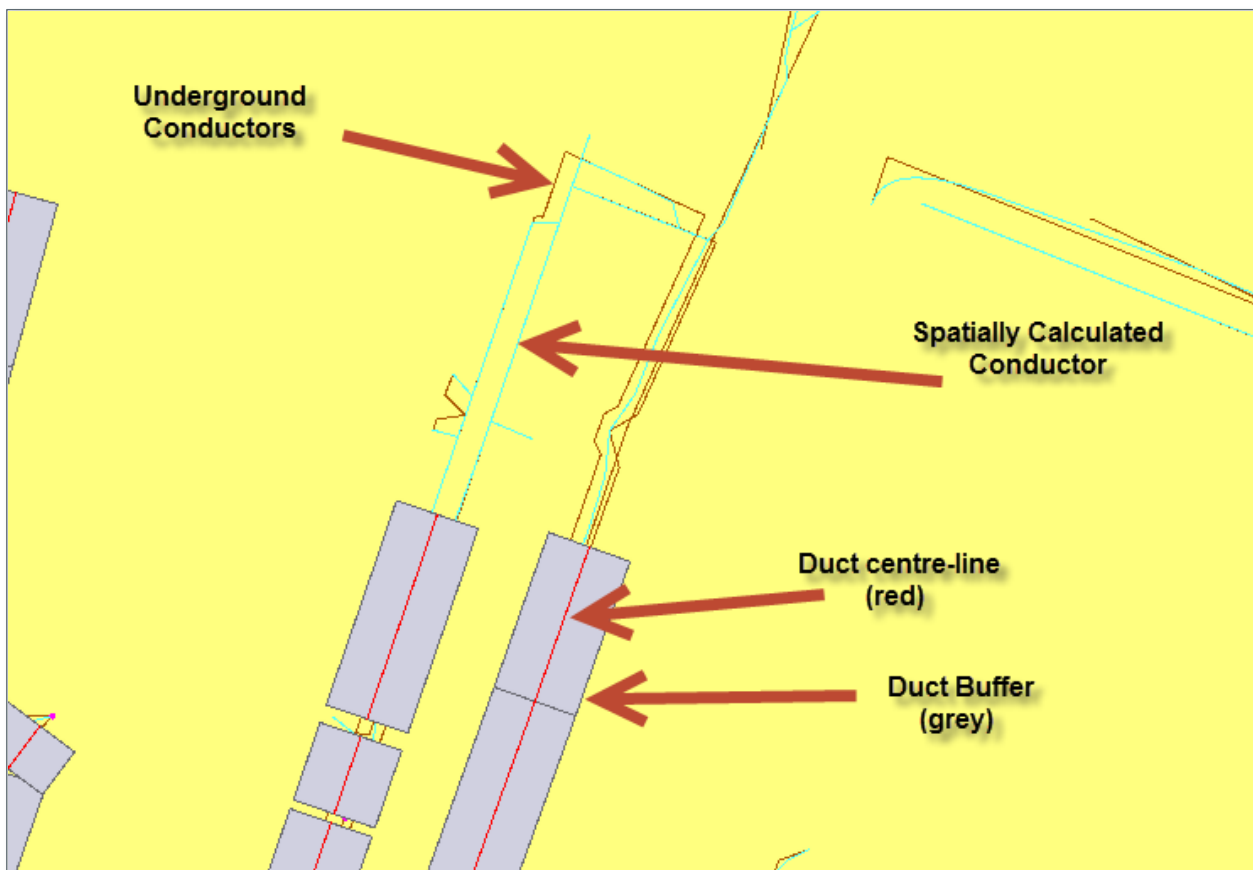 Underground
Conductors
Spatially Calculated
Conductor
Duct centre-line
(red)
Duct Buffer
(grey)